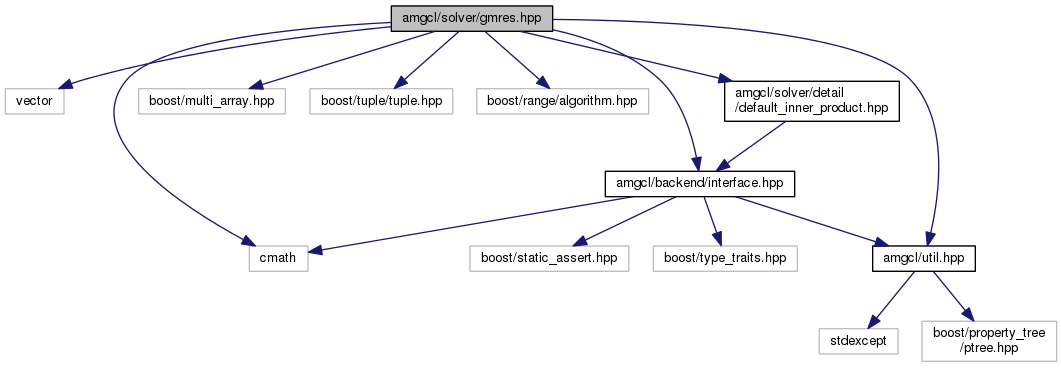 amgcl/solver/gmres.hpp
vector
boost/multi_array.hpp
boost/tuple/tuple.hpp
boost/range/algorithm.hpp
amgcl/solver/detail
/default_inner_product.hpp
amgcl/backend/interface.hpp
cmath
boost/static_assert.hpp
boost/type_traits.hpp
amgcl/util.hpp
stdexcept
boost/property_tree
/ptree.hpp